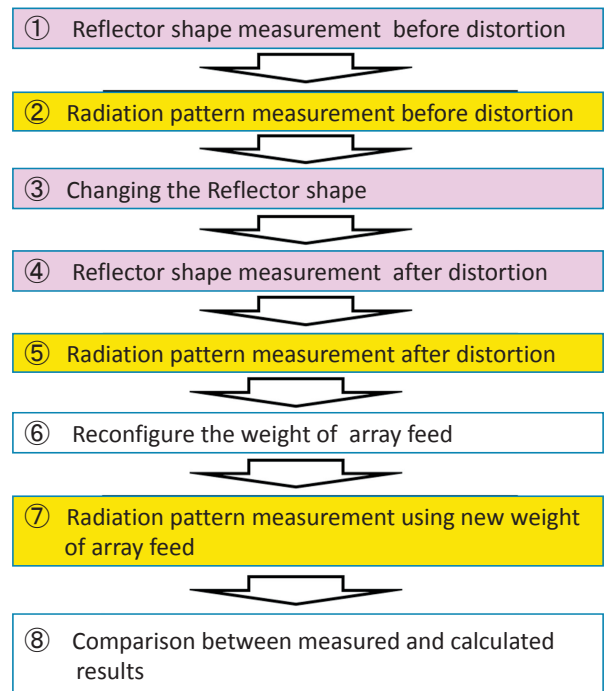 ① Reflector shape measurement before distortion
② Radiation pattern measurement before distortion
③ Changing the Reflector shape
④ Reflector shape measurement after distortion
⑤ Radiation pattern measurement after distortion
⑥ Reconfigure the weight of array feed
⑦ Radiation pattern measurement using new weight
of array feed
⑧ Comparison between measured and calculated
results